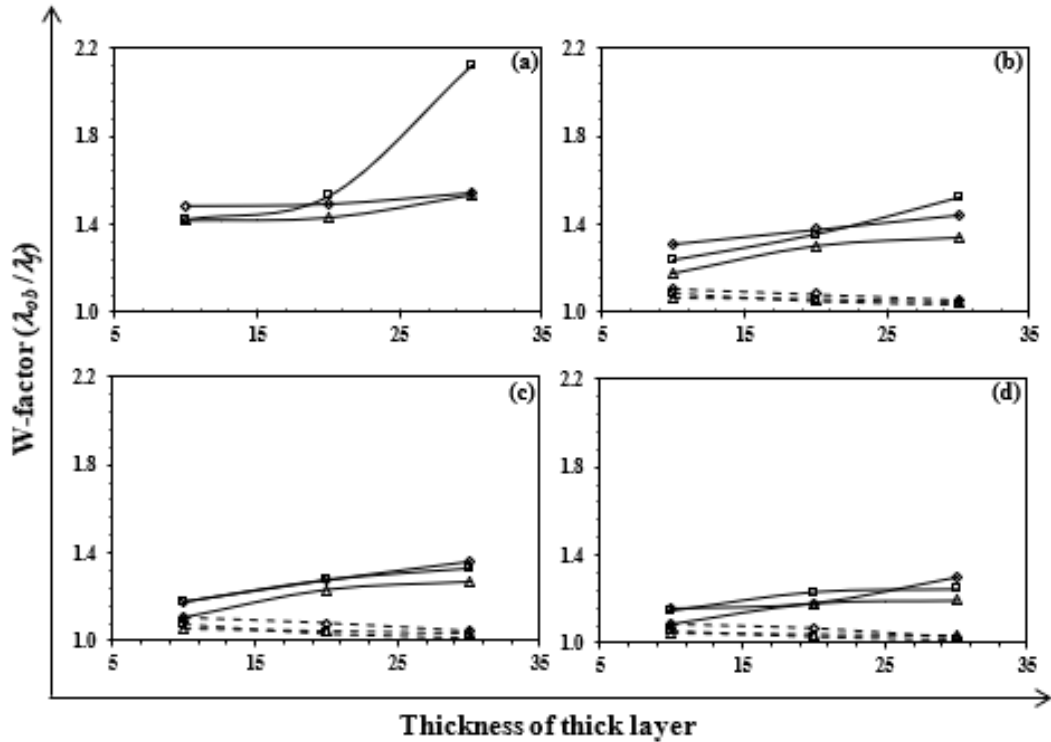 W-factor (λob/λf)
2.2 (a) 2.2 (b)
1.8 1.8
1.4 1.4
1.0 1.0
5 15 25 35 5 15 25 35
2.2 (c) 2.2 (d)
1.8 1.8
1.4 1.4
1.0 1.0
5 15 25 35 5 15 25 35
Thickness of thick layer